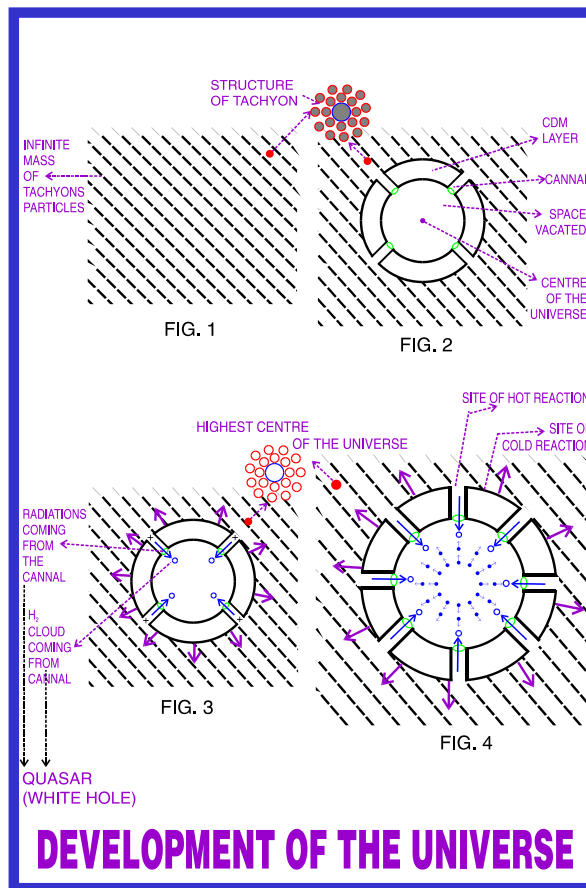 STRUCTURE
OF TACHYON
INFINITE
MASS
OF
TACHYONS
PARTICLES
CDM
LAYER
CANNAL
SPACE
VACATED
CENTRE
OF THE
UNIVERSE
FIG. 1
FIG. 2
SITE OF HOT REACTION
SITE OF
COLD REACTION
HIGHEST CENTRE
OF THE UNIVERSE
RADIATIONS
COMING
FROM
THE
CANNAL
H₂
CLOUD
COMING
FROM
CANNAL
FIG. 3
FIG. 4
QUASAR
(WHITE HOLE)
DEVELOPMENT OF THE UNIVERSE